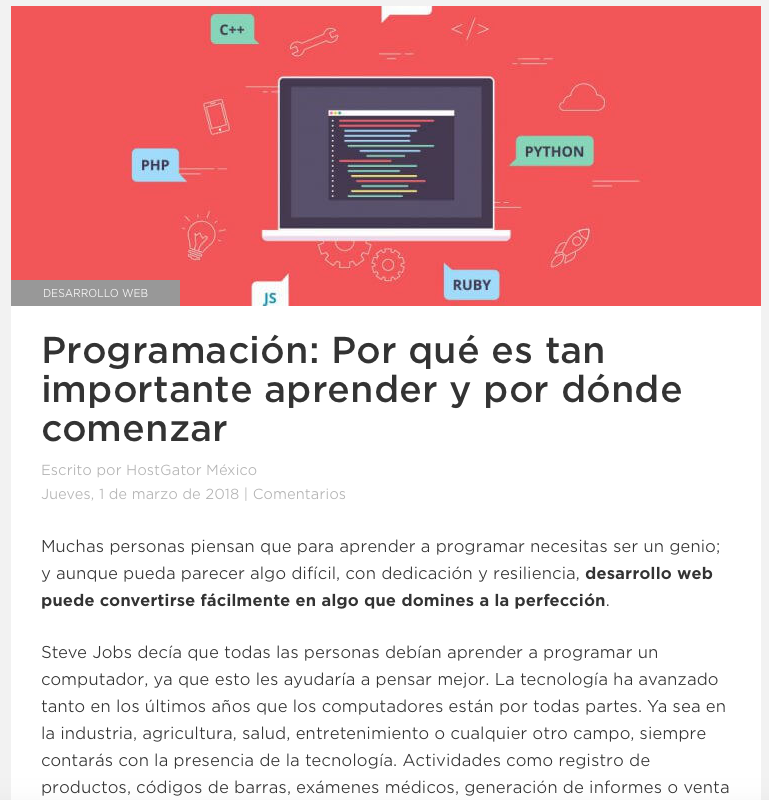 C++
</>
PHP
PYTHON
RUBY
JS
DESARROLLO WEB
Programación: Por qué es tan
importante aprender y por dónde
comenzar
Escrito por HostGator México
Jueves, 1 de marzo de 2018 | Comentarios
Muchas personas piensan que para aprender a programar necesitas ser un genio;
y aunque pueda parecer algo difícil, con dedicación y resiliencia, desarrollo web
puede convertirse fácilmente en algo que domines a la perfección.
Steve Jobs decía que todas las personas debían aprender a programar un
computador, ya que esto les ayudaría a pensar mejor. La tecnología ha avanzado
tanto en los últimos años que los computadores están por todas partes. Ya sea en
la industria, agricultura, salud, entretenimiento o cualquier otro campo, siempre
contarás con la presencia de la tecnología. Actividades como registro de
productos, códigos de barras, exámenes médicos, generación de informes o venta